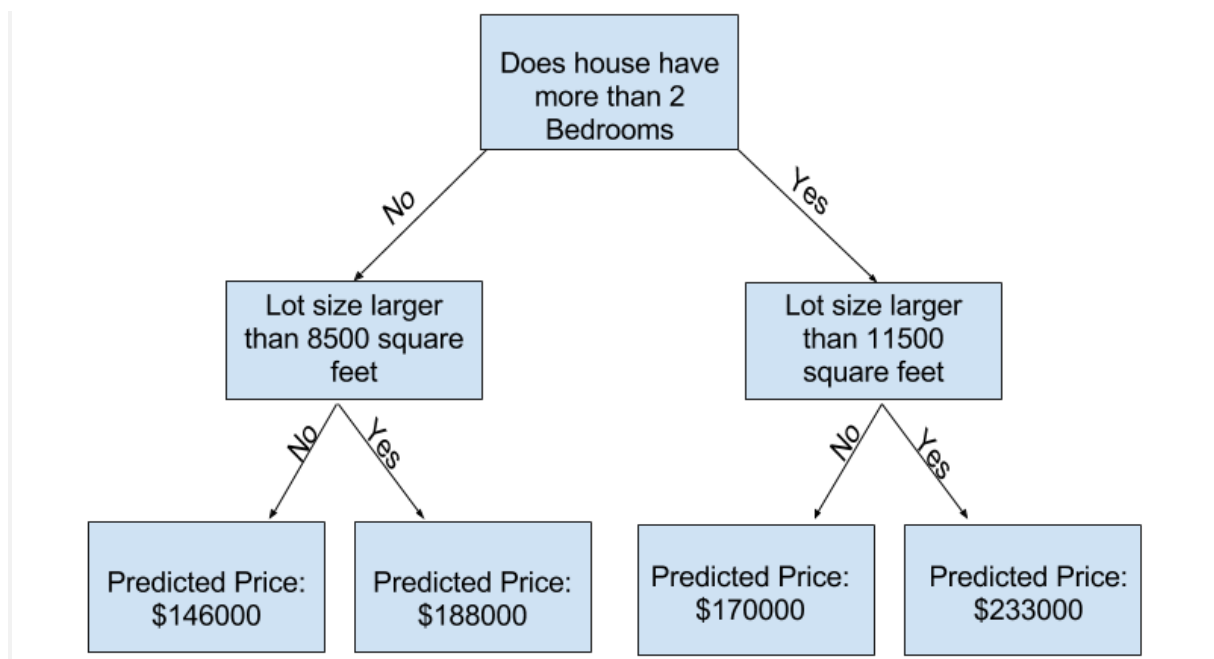 Does house have
more than 2
Bedrooms
No
Yes
Lot size larger
than 8500 square
feet
Lot size larger
than 11500
square feet
No
Yes
No
Yes
Predicted Price:
$146000
Predicted Price:
$188000
Predicted Price:
$170000
Predicted Price:
$233000